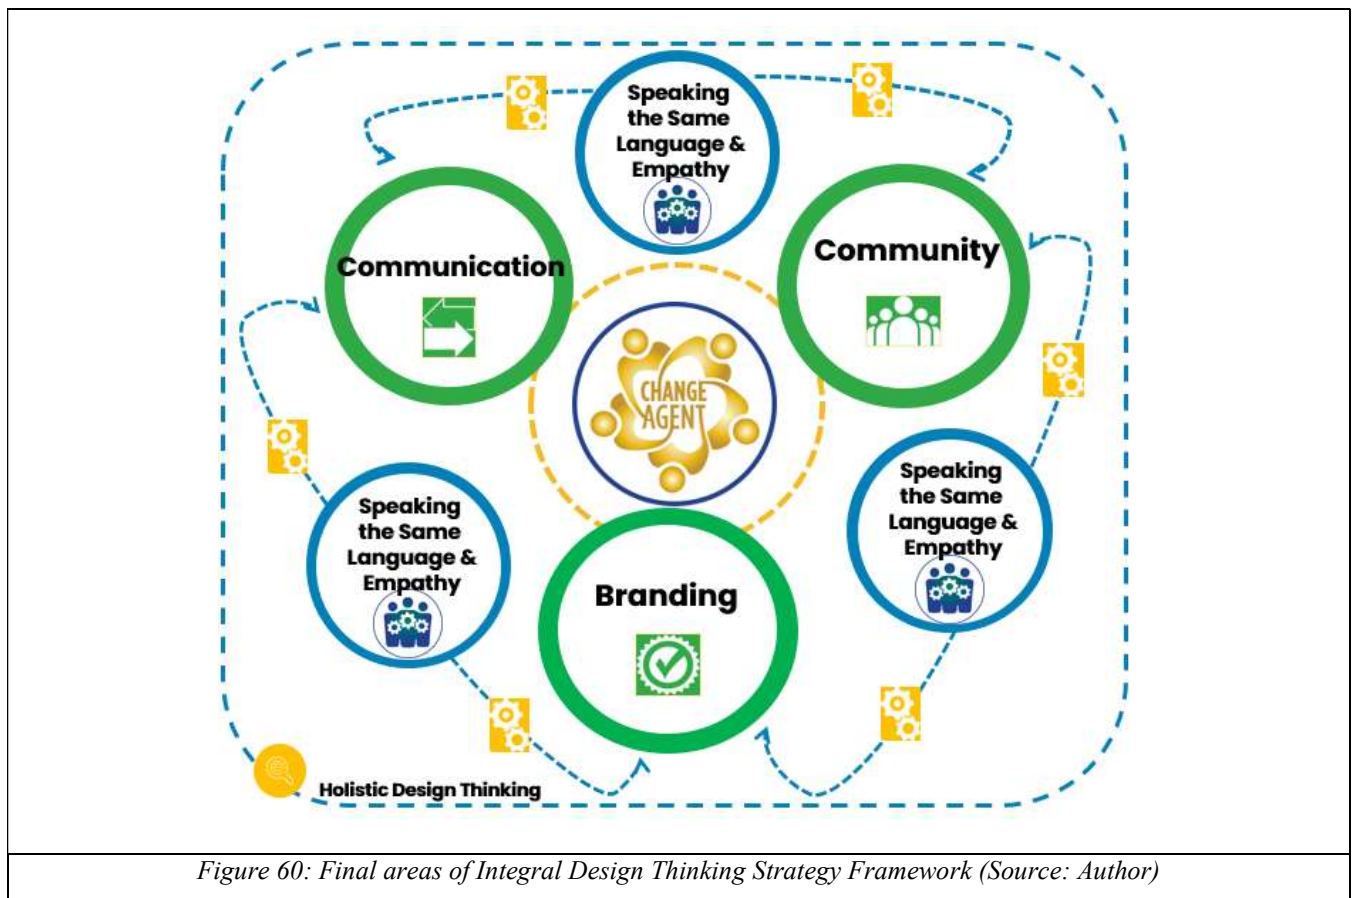 Speaking
the Same
Language &
Empathy
Communication
Community
CHANGE
AGENT
Speaking
the Same
Language &
Empathy
Speaking
the Same
Language &
Empathy
Branding
Holistic Design Thinking
Figure 60: Final areas of Integral Design Thinking Strategy Framework (Source: Author)